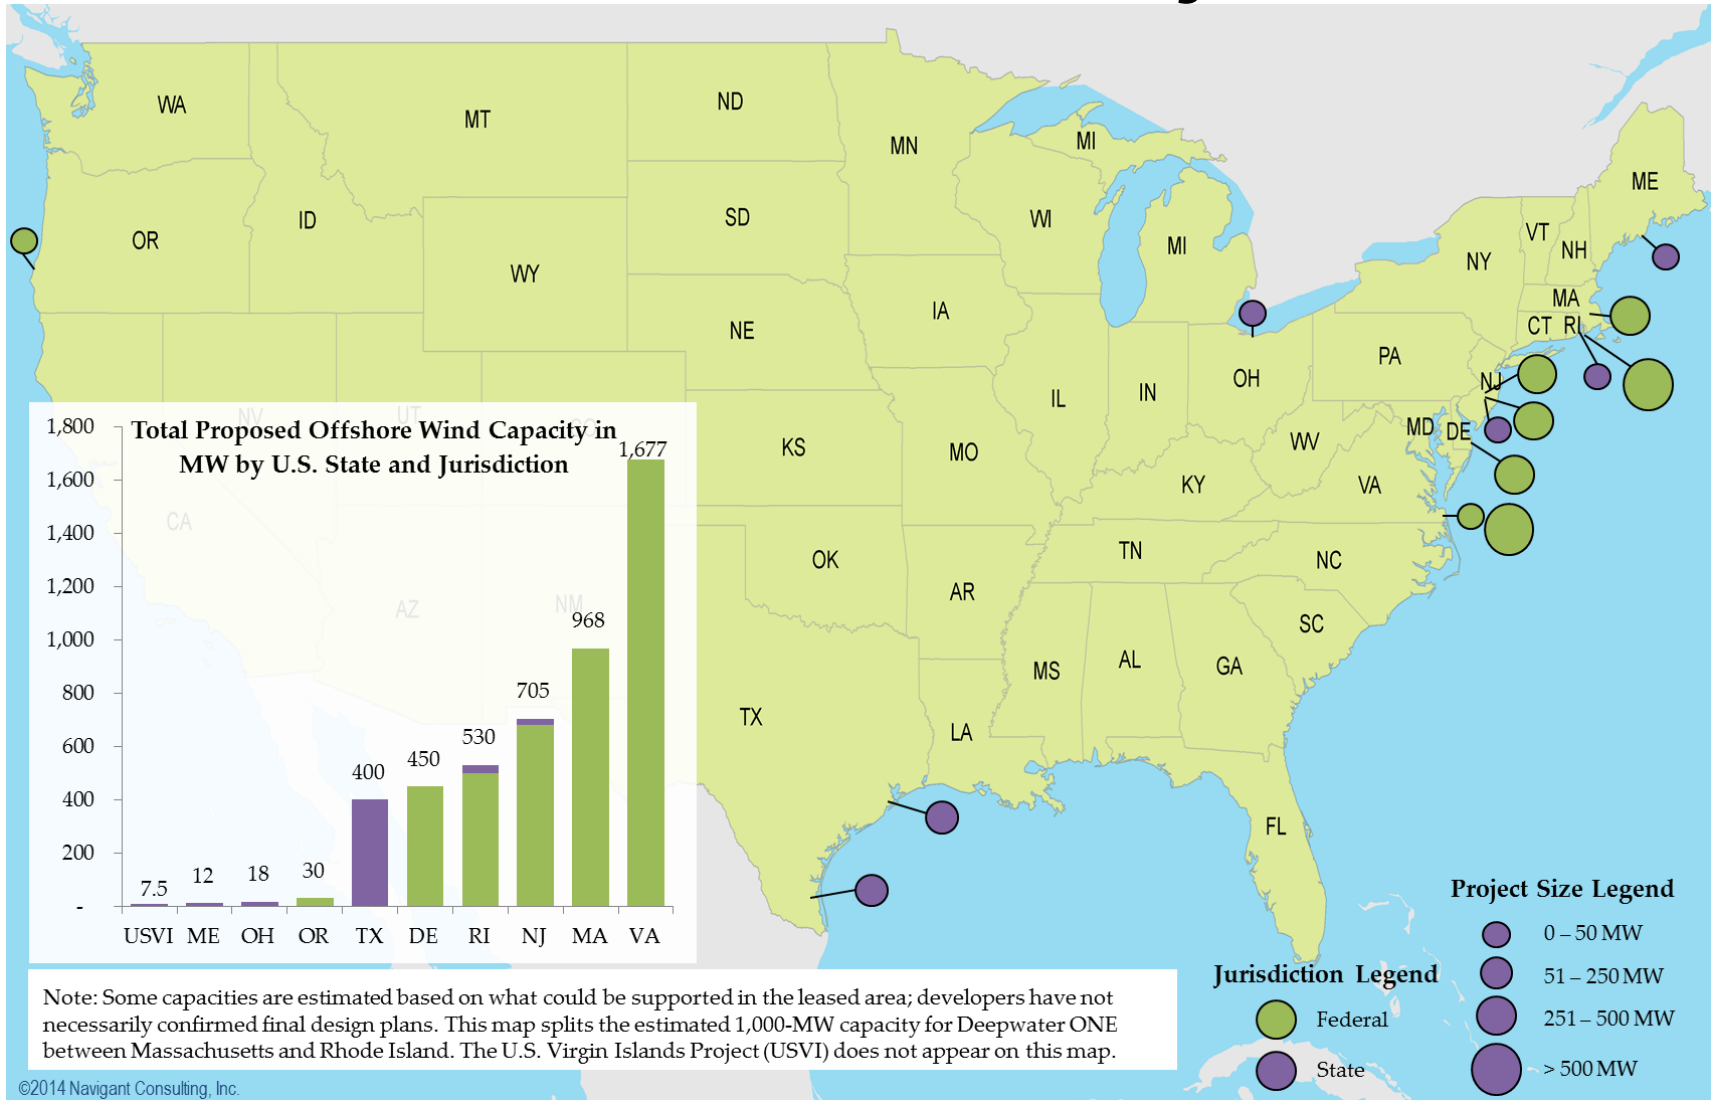 WA
MT
ND
MN
MI
ME
OR
ID
SD
WI
MI
VT
NH
NY
WY
IA
MA
CT RI
NE
PA
OH
IL
IN
NJ
NV
UT
KS
MO
WV
MD
DE
KY
VA
CA
OK
TN
NC
AR
AZ
NM
SC
MS
AL
GA
TX
LA
FL
Total Proposed Offshore Wind Capacity in
MW by U.S. State and Jurisdiction
1,800
1,600
1,400
1,200
1,000
800
600
400
200
-
7.5
12
18
30
400
450
530
705
968
1,677
USVI ME OH OR TX DE RI NJ MA VA
Project Size Legend
0 – 50 MW
51 – 250 MW
251 – 500 MW
> 500 MW
Jurisdiction Legend
Federal
State
Note: Some capacities are estimated based on what could be supported in the leased area; developers have not
necessarily confirmed final design plans. This map splits the estimated 1,000-MW capacity for Deepwater ONE
between Massachusetts and Rhode Island. The U.S. Virgin Islands Project (USVI) does not appear on this map.
©2014 Navigant Consulting, Inc.